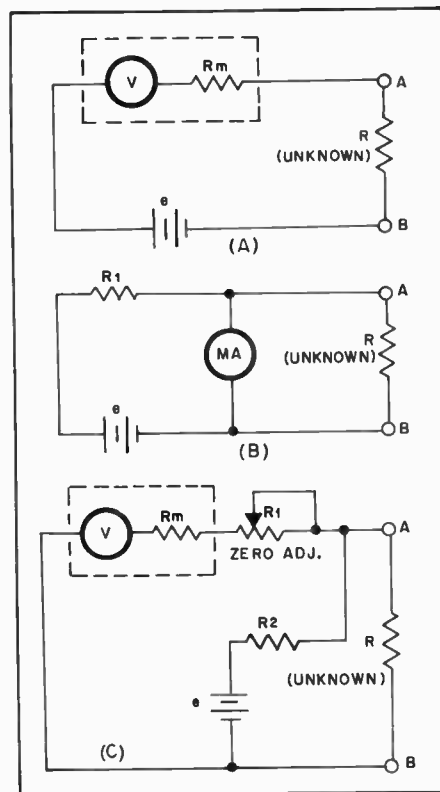 V Rm A
R
(UNKNOWN)
e B
(A)
R1 A
MA R
(UNKNOWN)
e B
(B)
V Rm R1 A
ZERO ADJ.
R2
R
e (UNKNOWN)
(C) B